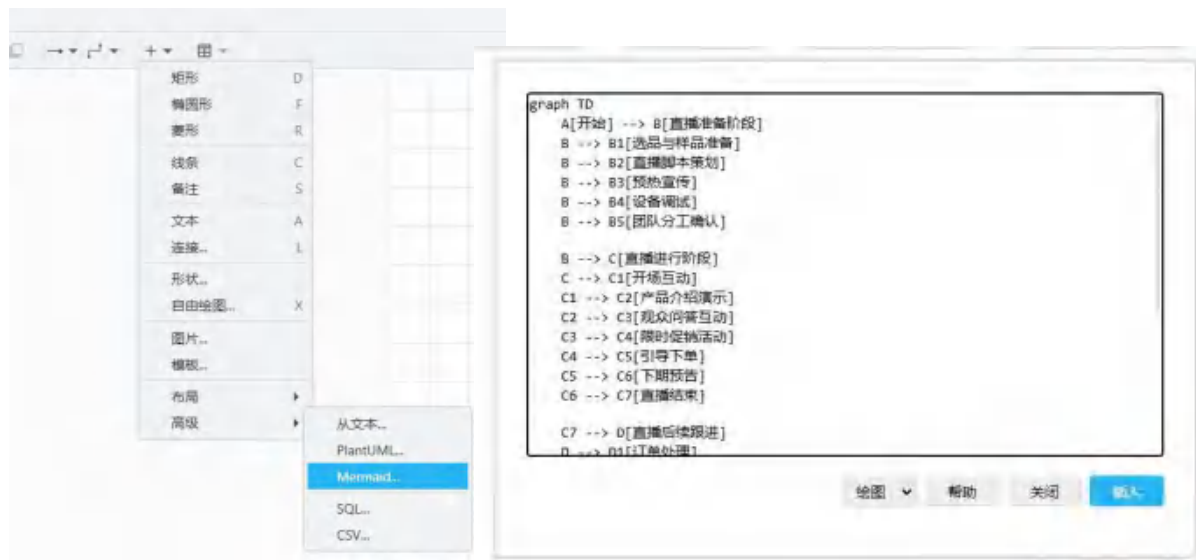 矩形 D
椭圆形 F
菱形 R
线条 C
备注 S
文本 A
连接... L
形状...
自由绘图... X
图片...
模板...
布局
高级
从文本...
PlantUML...
Mermaid...
SQL...
CSV...
graph TD
A[开始] --> B[直播准备阶段]
B --> B1[选品与样品准备]
B --> B2[直播脚本策划]
B --> B3[预热宣传]
B --> B4[设备调试]
B --> B5[团队分工确认]
B --> C[直播进行阶段]
C --> C1[开场互动]
C1 --> C2[产品介绍演示]
C2 --> C3[观众问答互动]
C3 --> C4[限时促销活动]
C4 --> C5[引导下单]
C5 --> C6[下期预告]
C6 --> C7[直播结束]
C7 --> D[直播后续跟进]
D --> D1[订单处理]
绘图 帮助 关闭 插入